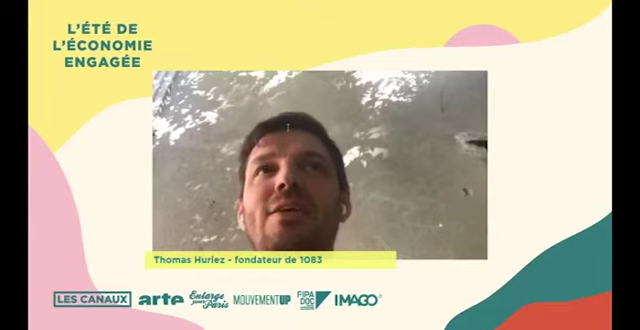 L'ÉTÉ DE
L'ÉCONOMIE
ENGAGÉE
Thomas Huriez - fondateur de 1083
LES CANAUX arte Enlarge your Paris MOUVEMENTUP FIPA DOC IMAGO